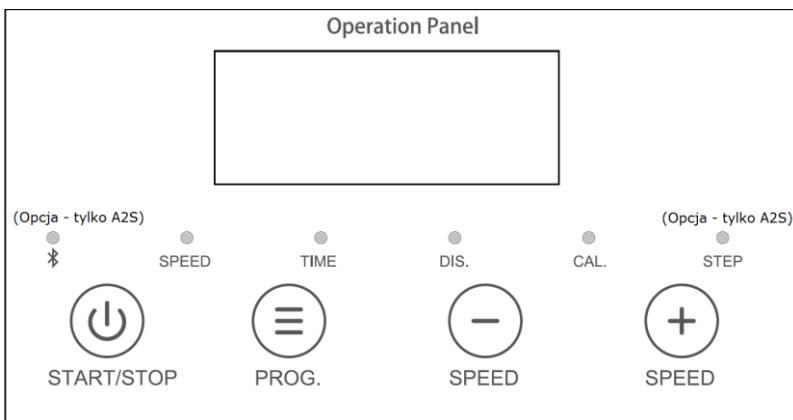 Operation Panel
(Opcja - tylko A2S) (Opcja - tylko A2S)
SPEED TIME DIS. CAL. STEP
START/STOP PROG. SPEED SPEED